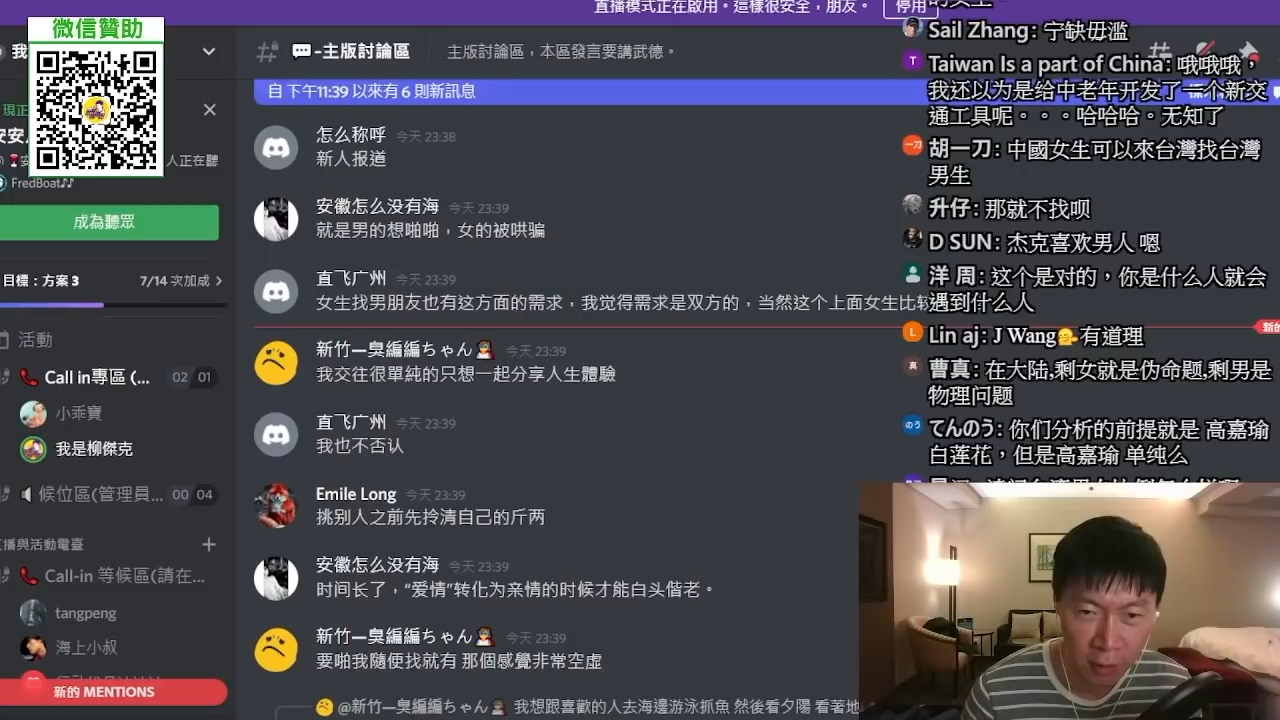 直播模式正在啟用。這樣很安全，朋友。 停用
微信贊助
我
💬-主版討論區 主版討論區，本區發言要講武德。
自 下午11:39 以來有 6 則新訊息
人正在聽
FredBoat♪♪
成為聽眾
目標：方案 3 7/14 次加成
活動
Call in專區 (... 02 01
小乖寶
我是柳傑克
候位區(管理員... 00 04
播與活動電臺
Call-in 等候區(請在...
tangpeng
海上小叔
新的 MENTIONS
怎么称呼 今天 23:38
新人报道
安徽怎么没有海 今天 23:39
就是男的想啪啪，女的被哄骗
直飞广州 今天 23:39
女生找男朋友也有这方面的需求，我觉得需求是双方的，当然这个上面女生比较
新的
新竹—臭編編ちゃん 今天 23:39
我交往很單純的只想一起分享人生體驗
直飞广州 今天 23:39
我也不否认
Emile Long 今天 23:39
挑别人之前先拎清自己的斤两
安徽怎么没有海 今天 23:39
时间长了，“爱情”转化为亲情的时候才能白头偕老。
新竹—臭編編ちゃん 今天 23:39
要啪我隨便找就有 那個感覺非常空虛
@新竹—臭編編ちゃん 我想跟喜歡的人去海邊游泳抓魚 然後看夕陽 看著地
Sail Zhang: 宁缺毋滥
T Taiwan Is a part of China: 哦哦哦，
我还以为是给中老年开发了一个新交
通工具呢。。。哈哈哈。无知了
一刀 胡一刀: 中國女生可以來台灣找台灣
男生
升仔: 那就不找呗
D SUN: 杰克喜欢男人 嗯
洋 周: 这个是对的，你是什么人就会
遇到什么人
L Lin aj: J Wang🤗有道理
真 曹真: 在大陆,剩女就是伪命题,剩男是
物理问题
のう てんのう: 你们分析的前提就是 高嘉瑜
白莲花，但是高嘉瑜 单纯么